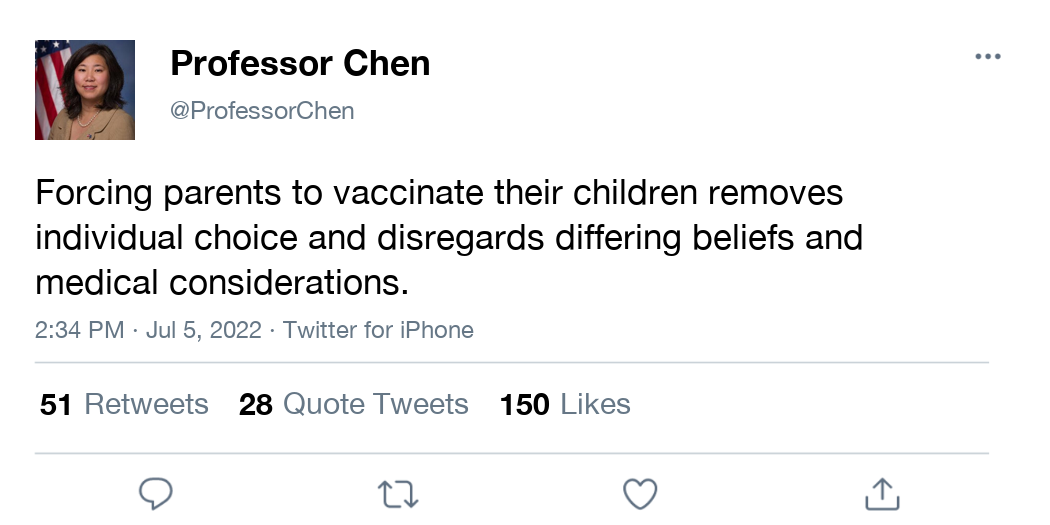 Professor Chen
@ProfessorChen
Forcing parents to vaccinate their children removes
individual choice and disregards differing beliefs and
medical considerations.
2:34 PM · Jul 5, 2022 · Twitter for iPhone
51 Retweets 28 Quote Tweets 150 Likes